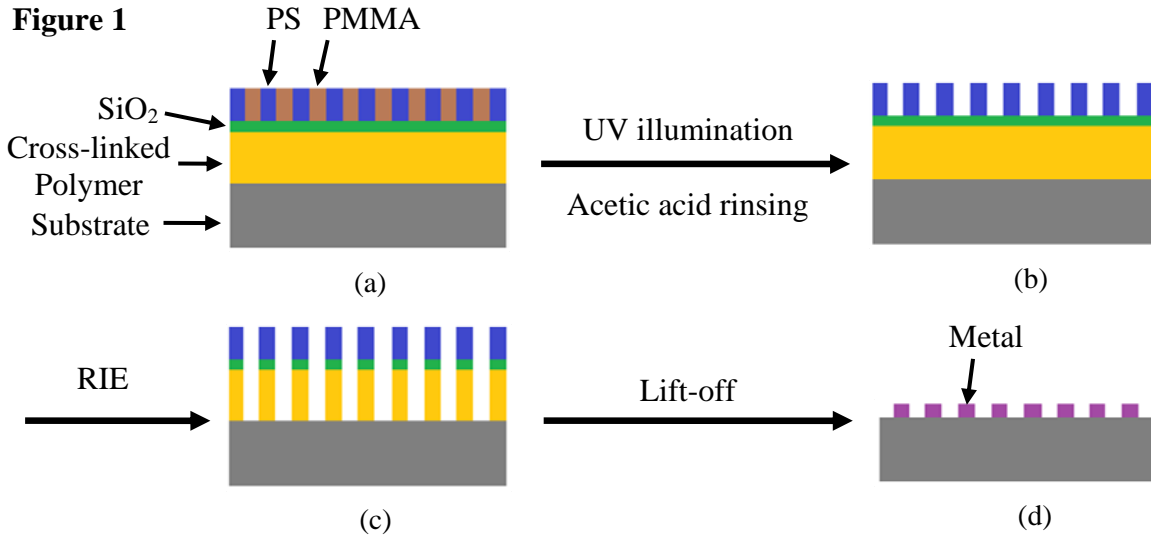 Figure 1
PS PMMA
SiO₂
Cross-linked
Polymer
Substrate
(a)
UV illumination
Acetic acid rinsing
(b)
RIE
(c)
Lift-off
Metal
(d)